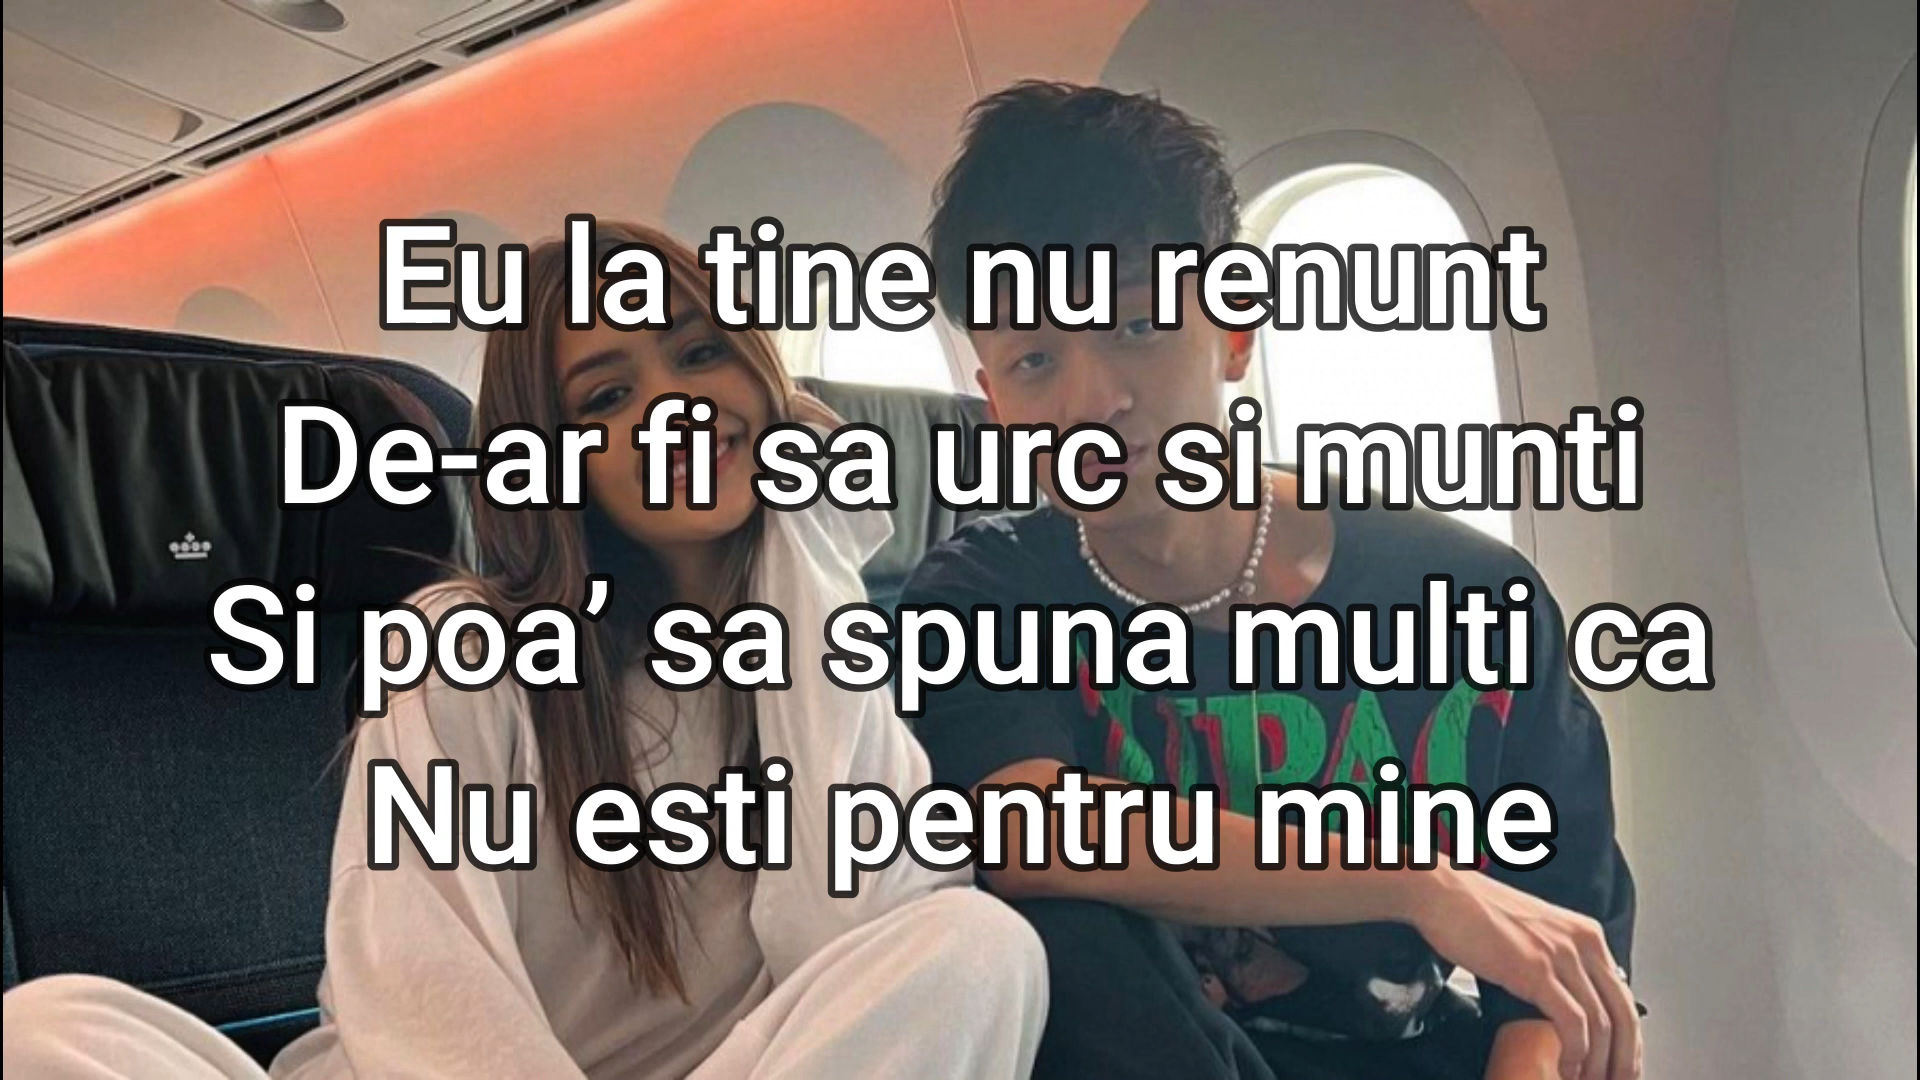 Eu la tine nu renunt
De-ar fi sa urc si munti
Si poa’ sa spuna multi ca
Nu esti pentru mine